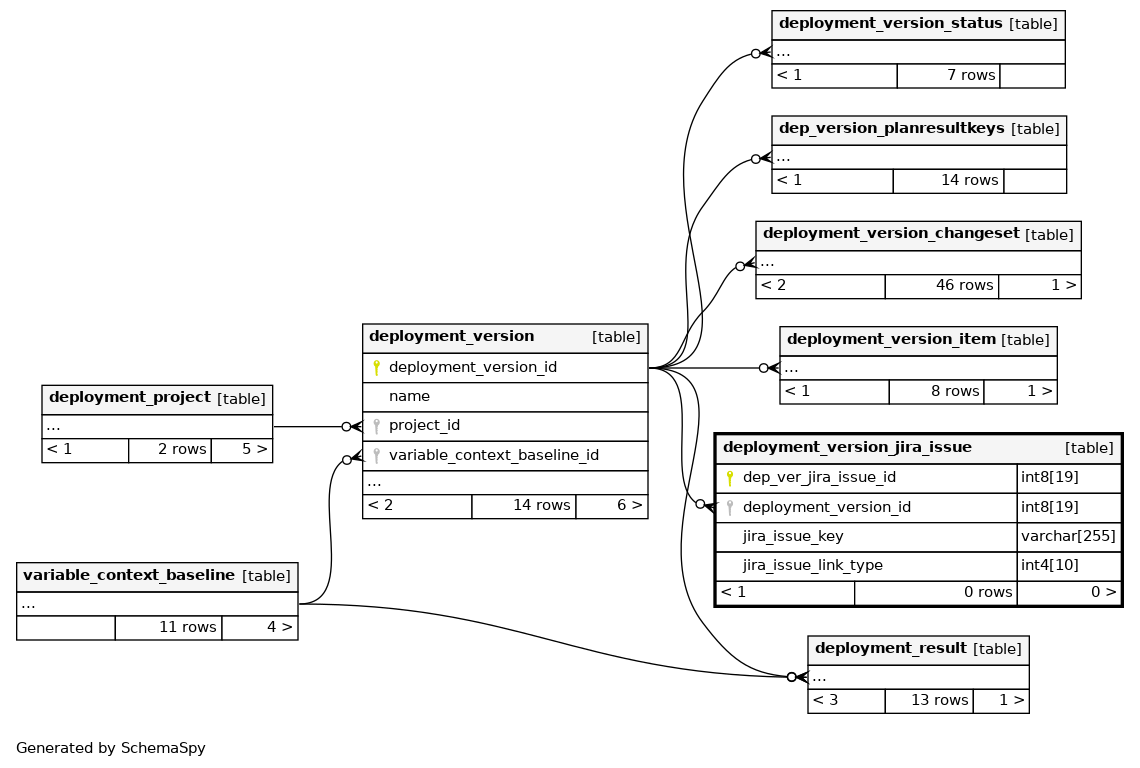 deployment_version_status [table]
...
< 1 7 rows
dep_version_planresultkeys [table]
...
< 1 14 rows
deployment_version_changeset [table]
...
< 2 46 rows 1 >
deployment_version [table]
deployment_version_id
name
project_id
variable_context_baseline_id
...
< 2 14 rows 6 >
deployment_version_item [table]
...
< 1 8 rows 1 >
deployment_project [table]
...
< 1 2 rows 5 >
deployment_version_jira_issue [table]
dep_ver_jira_issue_id int8[19]
deployment_version_id int8[19]
jira_issue_key varchar[255]
jira_issue_link_type int4[10]
< 1 0 rows 0 >
variable_context_baseline [table]
...
11 rows 4 >
deployment_result [table]
...
< 3 13 rows 1 >
Generated by SchemaSpy